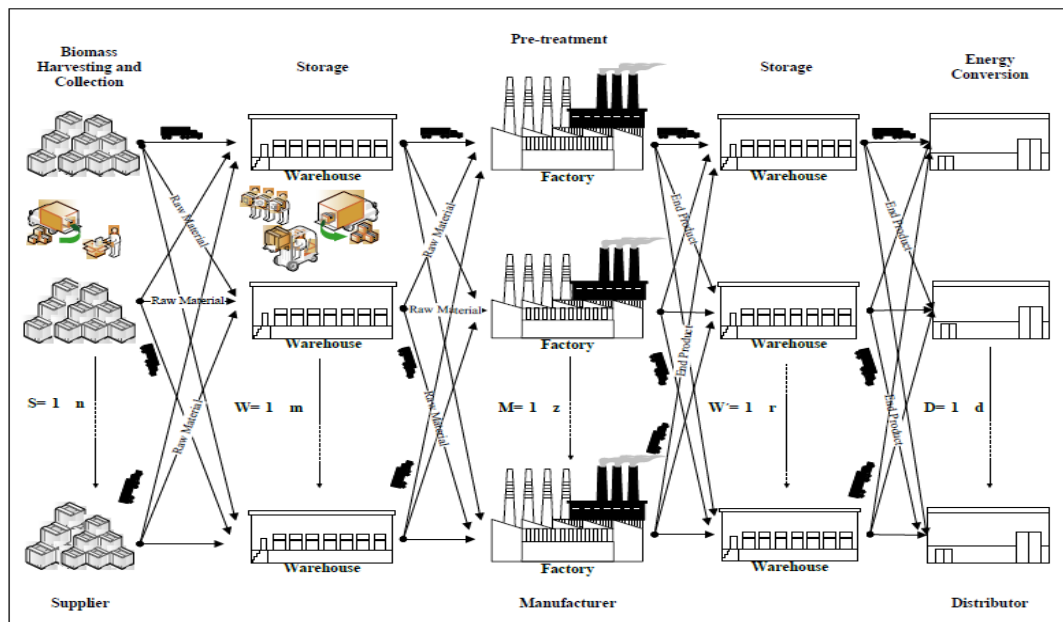 Biomass
Harvesting and
Collection
Storage
Pre-treatment
Storage
Energy
Conversion
Warehouse
Factory
Warehouse
Raw Material
Raw Material
End Product
End Product
Raw Material
Raw Material
Warehouse
Factory
Warehouse
S= 1 n
W= 1 m
M= 1 z
W´= 1 r
D= 1 d
Raw Material
Raw Material
End Product
End Product
Warehouse
Factory
Warehouse
Supplier
Manufacturer
Distributor